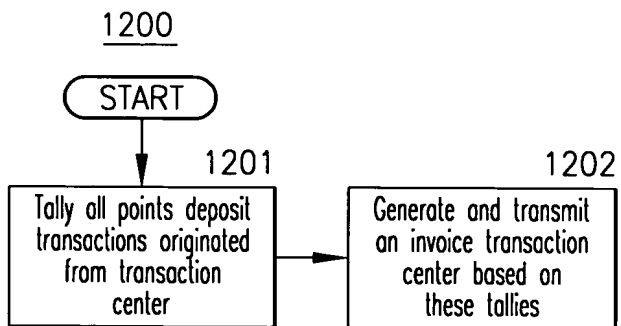 1200
START
1201
Tally all points deposit
transactions originated
from transaction
center
1202
Generate and transmit
an invoice transaction
center based on
these tallies